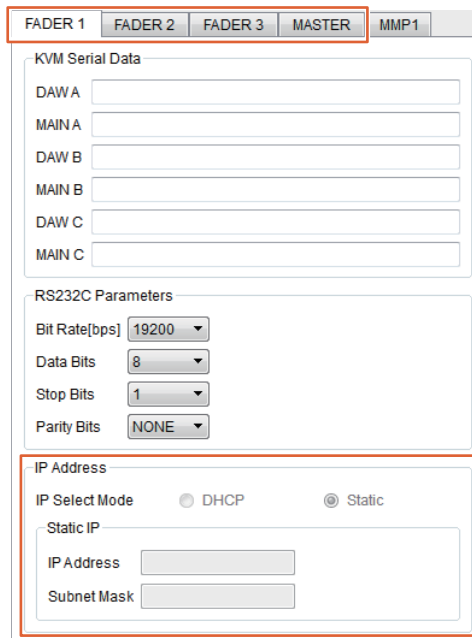 FADER 1 FADER 2 FADER 3 MASTER MMP1
KVM Serial Data
DAW A
MAIN A
DAW B
MAIN B
DAW C
MAIN C
RS232C Parameters
Bit Rate[bps] 19200
Data Bits 8
Stop Bits 1
Parity Bits NONE
IP Address
IP Select Mode DHCP Static
Static IP
IP Address
Subnet Mask